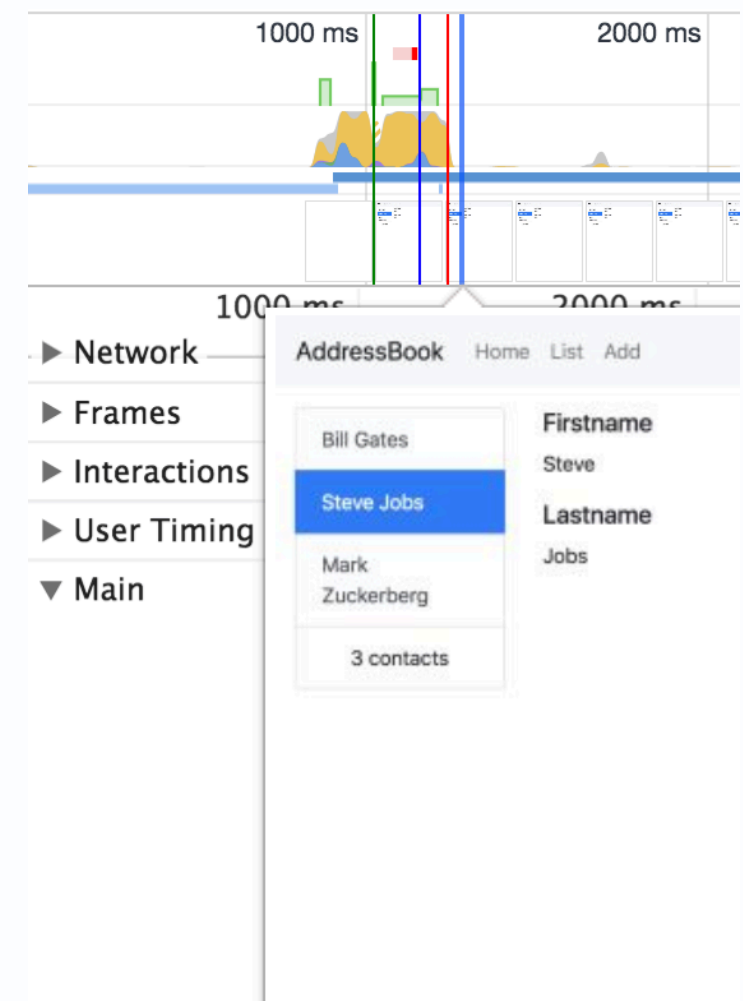 1000 ms 2000 ms
1000 ms 2000 ms
Network
Frames
Interactions
User Timing
Main
AddressBook Home List Add
Bill Gates
Steve Jobs
Mark
Zuckerberg
3 contacts
Firstname
Steve
Lastname
Jobs